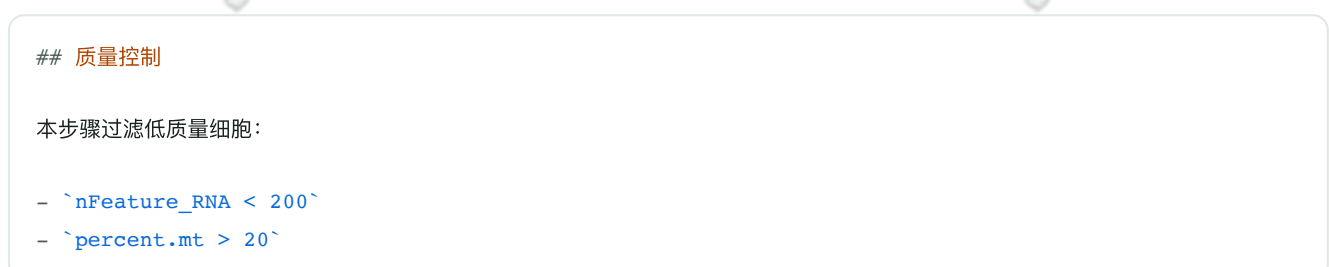 ## 质量控制
本步骤过滤低质量细胞：
- `nFeature_RNA < 200`
- `percent.mt > 20`